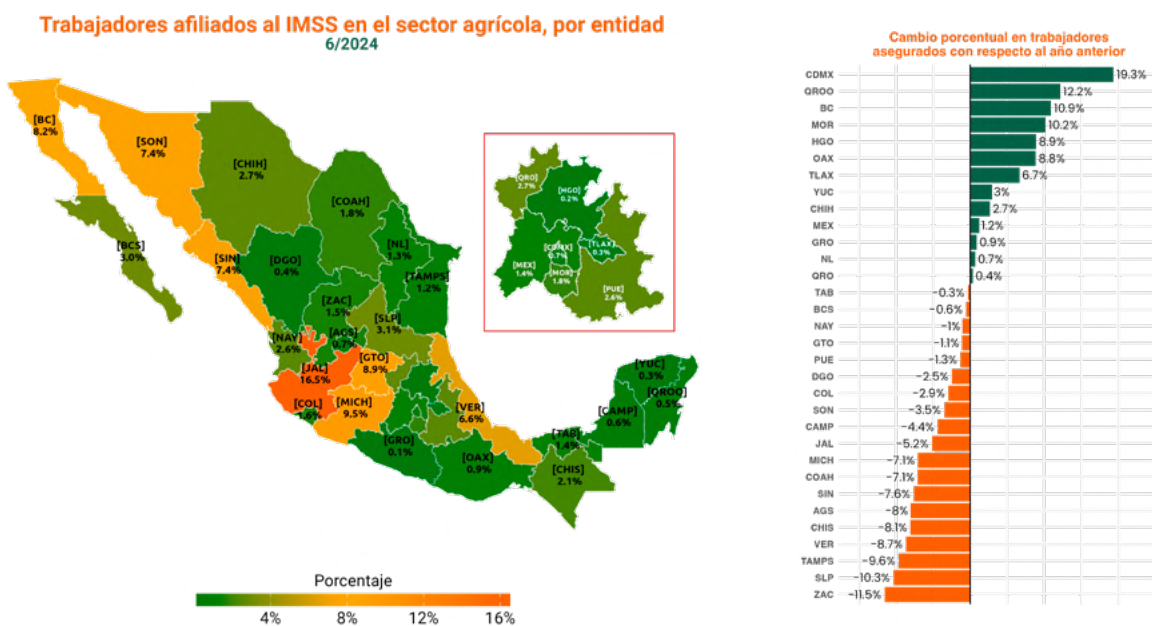 Trabajadores afiliados al IMSS en el sector agrícola, por entidad
6/2024
[BC]
8.2%
[SON]
7.4%
[CHIH]
2.7%
[COAH]
1.8%
[BCS]
3.0%
[SIN]
7.4%
[DGO]
0.4%
[NL]
1.3%
[TAMPS]
1.2%
[ZAC]
1.5%
[SLP]
3.1%
[AGS]
0.7%
[NAY]
2.6%
[JAL]
16.5%
[GTO]
8.9%
[COL]
1.6%
[MICH]
9.5%
[VER]
6.6%
[GRO]
0.1%
[OAX]
0.9%
[TAB]
1.4%
[CHIS]
2.1%
[CAMP]
0.6%
[YUC]
0.3%
[QROO]
0.5%
[QRO]
2.7%
[HGO]
0.2%
[CDMX]
0.7%
[TLAX]
0.3%
[MEX]
1.4%
[MOR]
1.8%
[PUE]
2.6%
Porcentaje
4% 8% 12% 16%
Cambio porcentual en trabajadores
asegurados con respecto al año anterior
CDMX 19.3%
QROO 12.2%
BC 10.9%
MOR 10.2%
HGO 8.9%
OAX 8.8%
TLAX 6.7%
YUC 3%
CHIH 2.7%
MEX 1.2%
GRO 0.9%
NL 0.7%
QRO 0.4%
TAB -0.3%
BCS -0.6%
NAY -1%
GTO -1.1%
PUE -1.3%
DGO -2.5%
COL -2.9%
SON -3.5%
CAMP -4.4%
JAL -5.2%
MICH -7.1%
COAH -7.1%
SIN -7.6%
AGS -8%
CHIS -8.1%
VER -8.7%
TAMPS -9.6%
SLP -10.3%
ZAC -11.5%